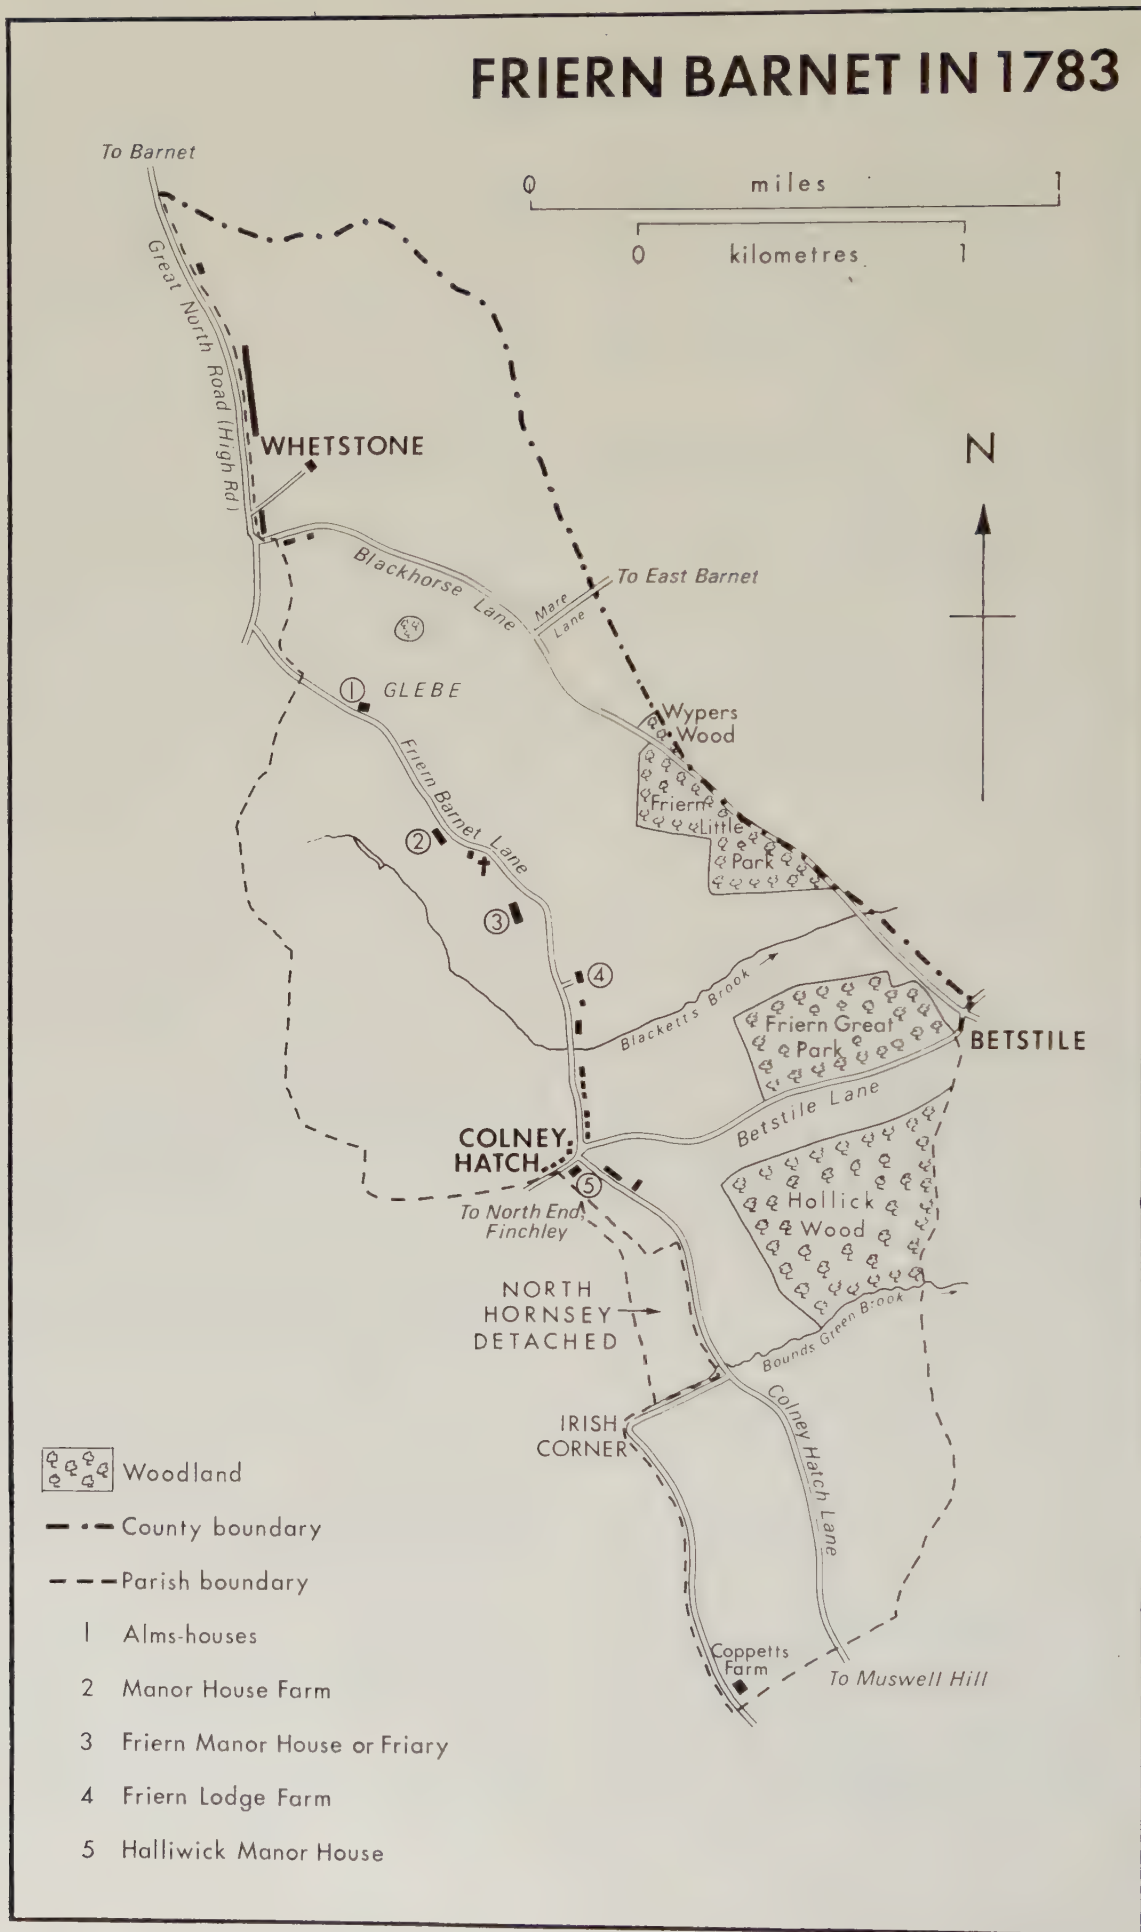 FRIERN BARNET IN 1783
To Barnet
0 miles 1
0 kilometres 1
Great North Road (High Rd)
WHETSTONE
N
Blackhorse Lane
Mare
Lane
To East Barnet
1 GLEBE
Wypers
Wood
Friern Barnet Lane
Friern
Little
Park
2
3
4
Blacketts Brook
Friern Great
Park
BETSTILE
Betstile Lane
COLNEY
HATCH
5
To North End,
Finchley
Hollick
Wood
NORTH
HORNSEY
DETACHED
Bounds Green Brook
IRISH
CORNER
Colney Hatch Lane
Coppetts
Farm
To Muswell Hill
Woodland
County boundary
Parish boundary
1 Alms-houses
2 Manor House Farm
3 Friern Manor House or Friary
4 Friern Lodge Farm
5 Halliwick Manor House